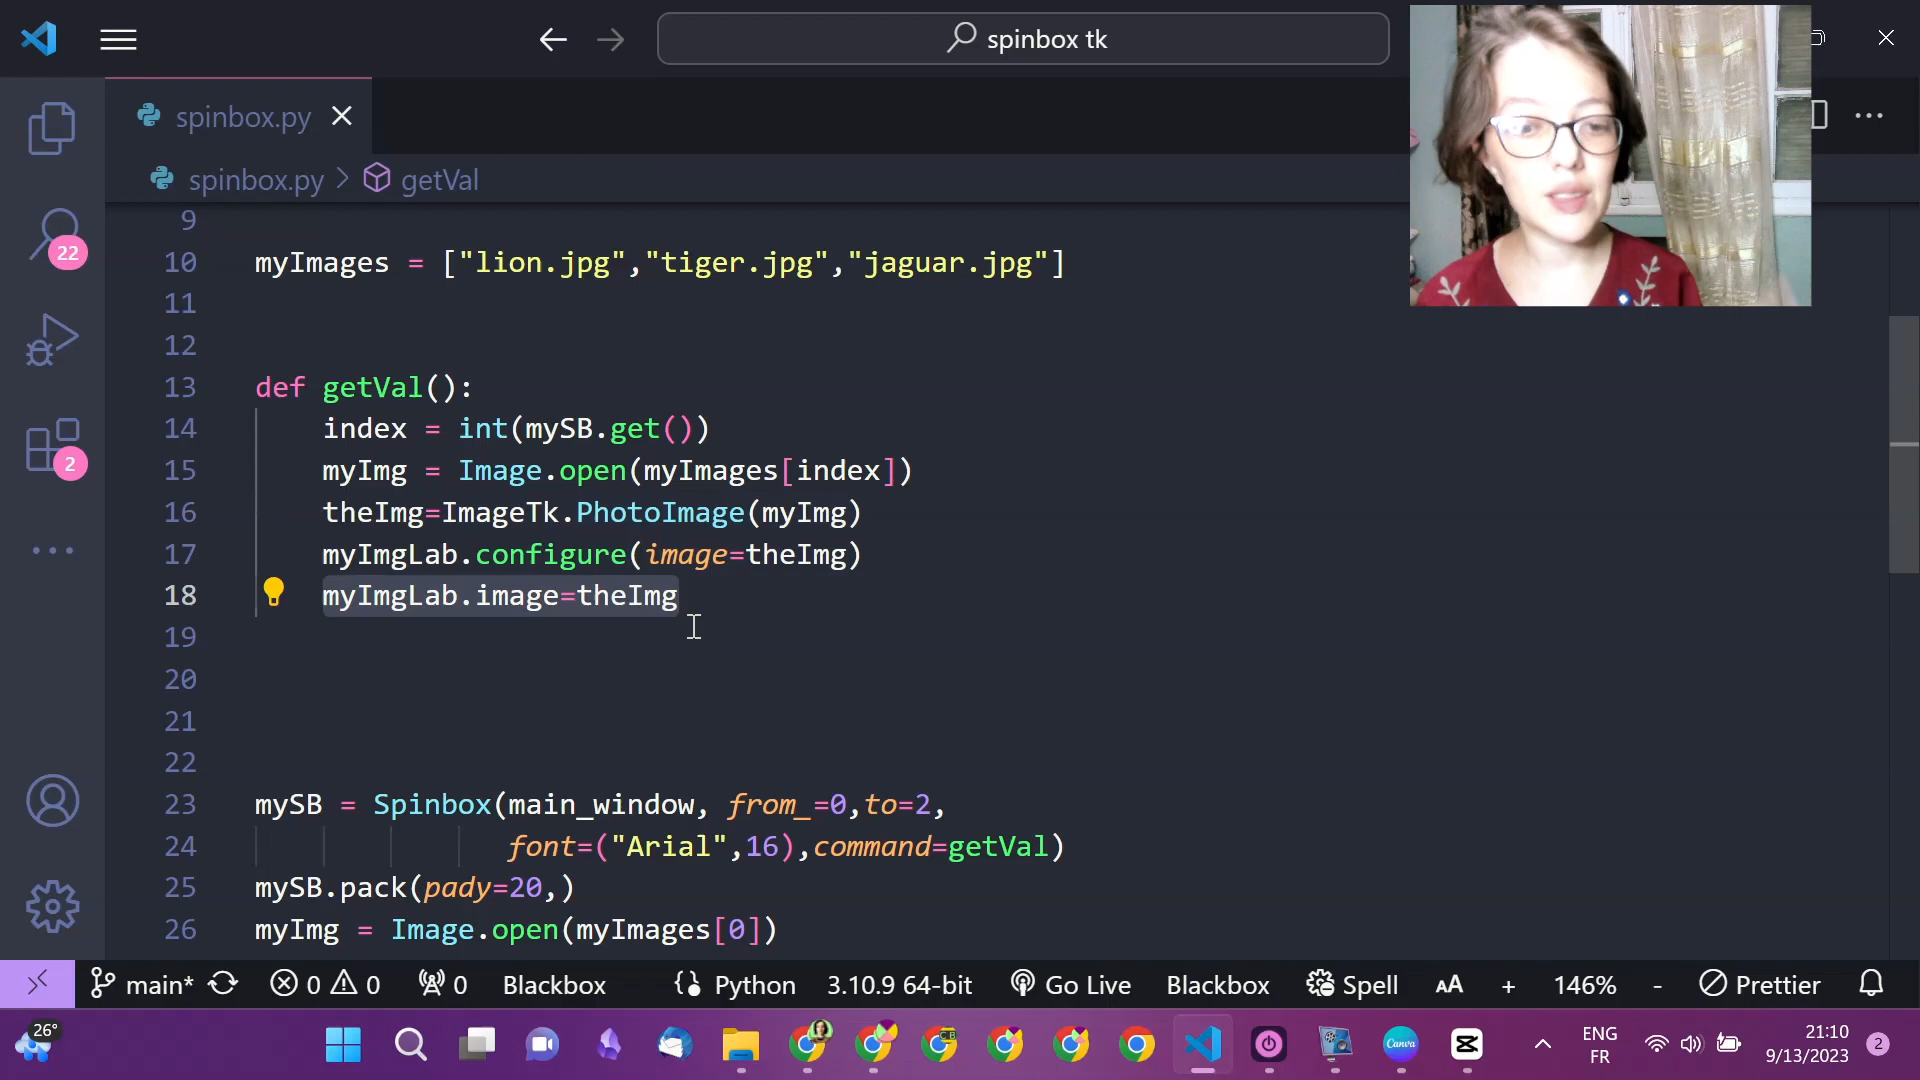 spinbox tk
spinbox.py
spinbox.py > getVal
9
10 myImages = ["lion.jpg","tiger.jpg","jaguar.jpg"]
11
12
13 def getVal():
14 index = int(mySB.get())
15 myImg = Image.open(myImages[index])
16 theImg=ImageTk.PhotoImage(myImg)
17 myImgLab.configure(image=theImg)
18 myImgLab.image=theImg
19
20
21
22
23 mySB = Spinbox(main_window, from_=0,to=2,
24 font=("Arial",16),command=getVal)
25 mySB.pack(pady=20,)
26 myImg = Image.open(myImages[0])
22
2
main* 0 0 0 Blackbox Python 3.10.9 64-bit Go Live Blackbox Spell AA + 146% - Prettier
26°
CB
Canva
ENG
FR
21:10
9/13/2023
2